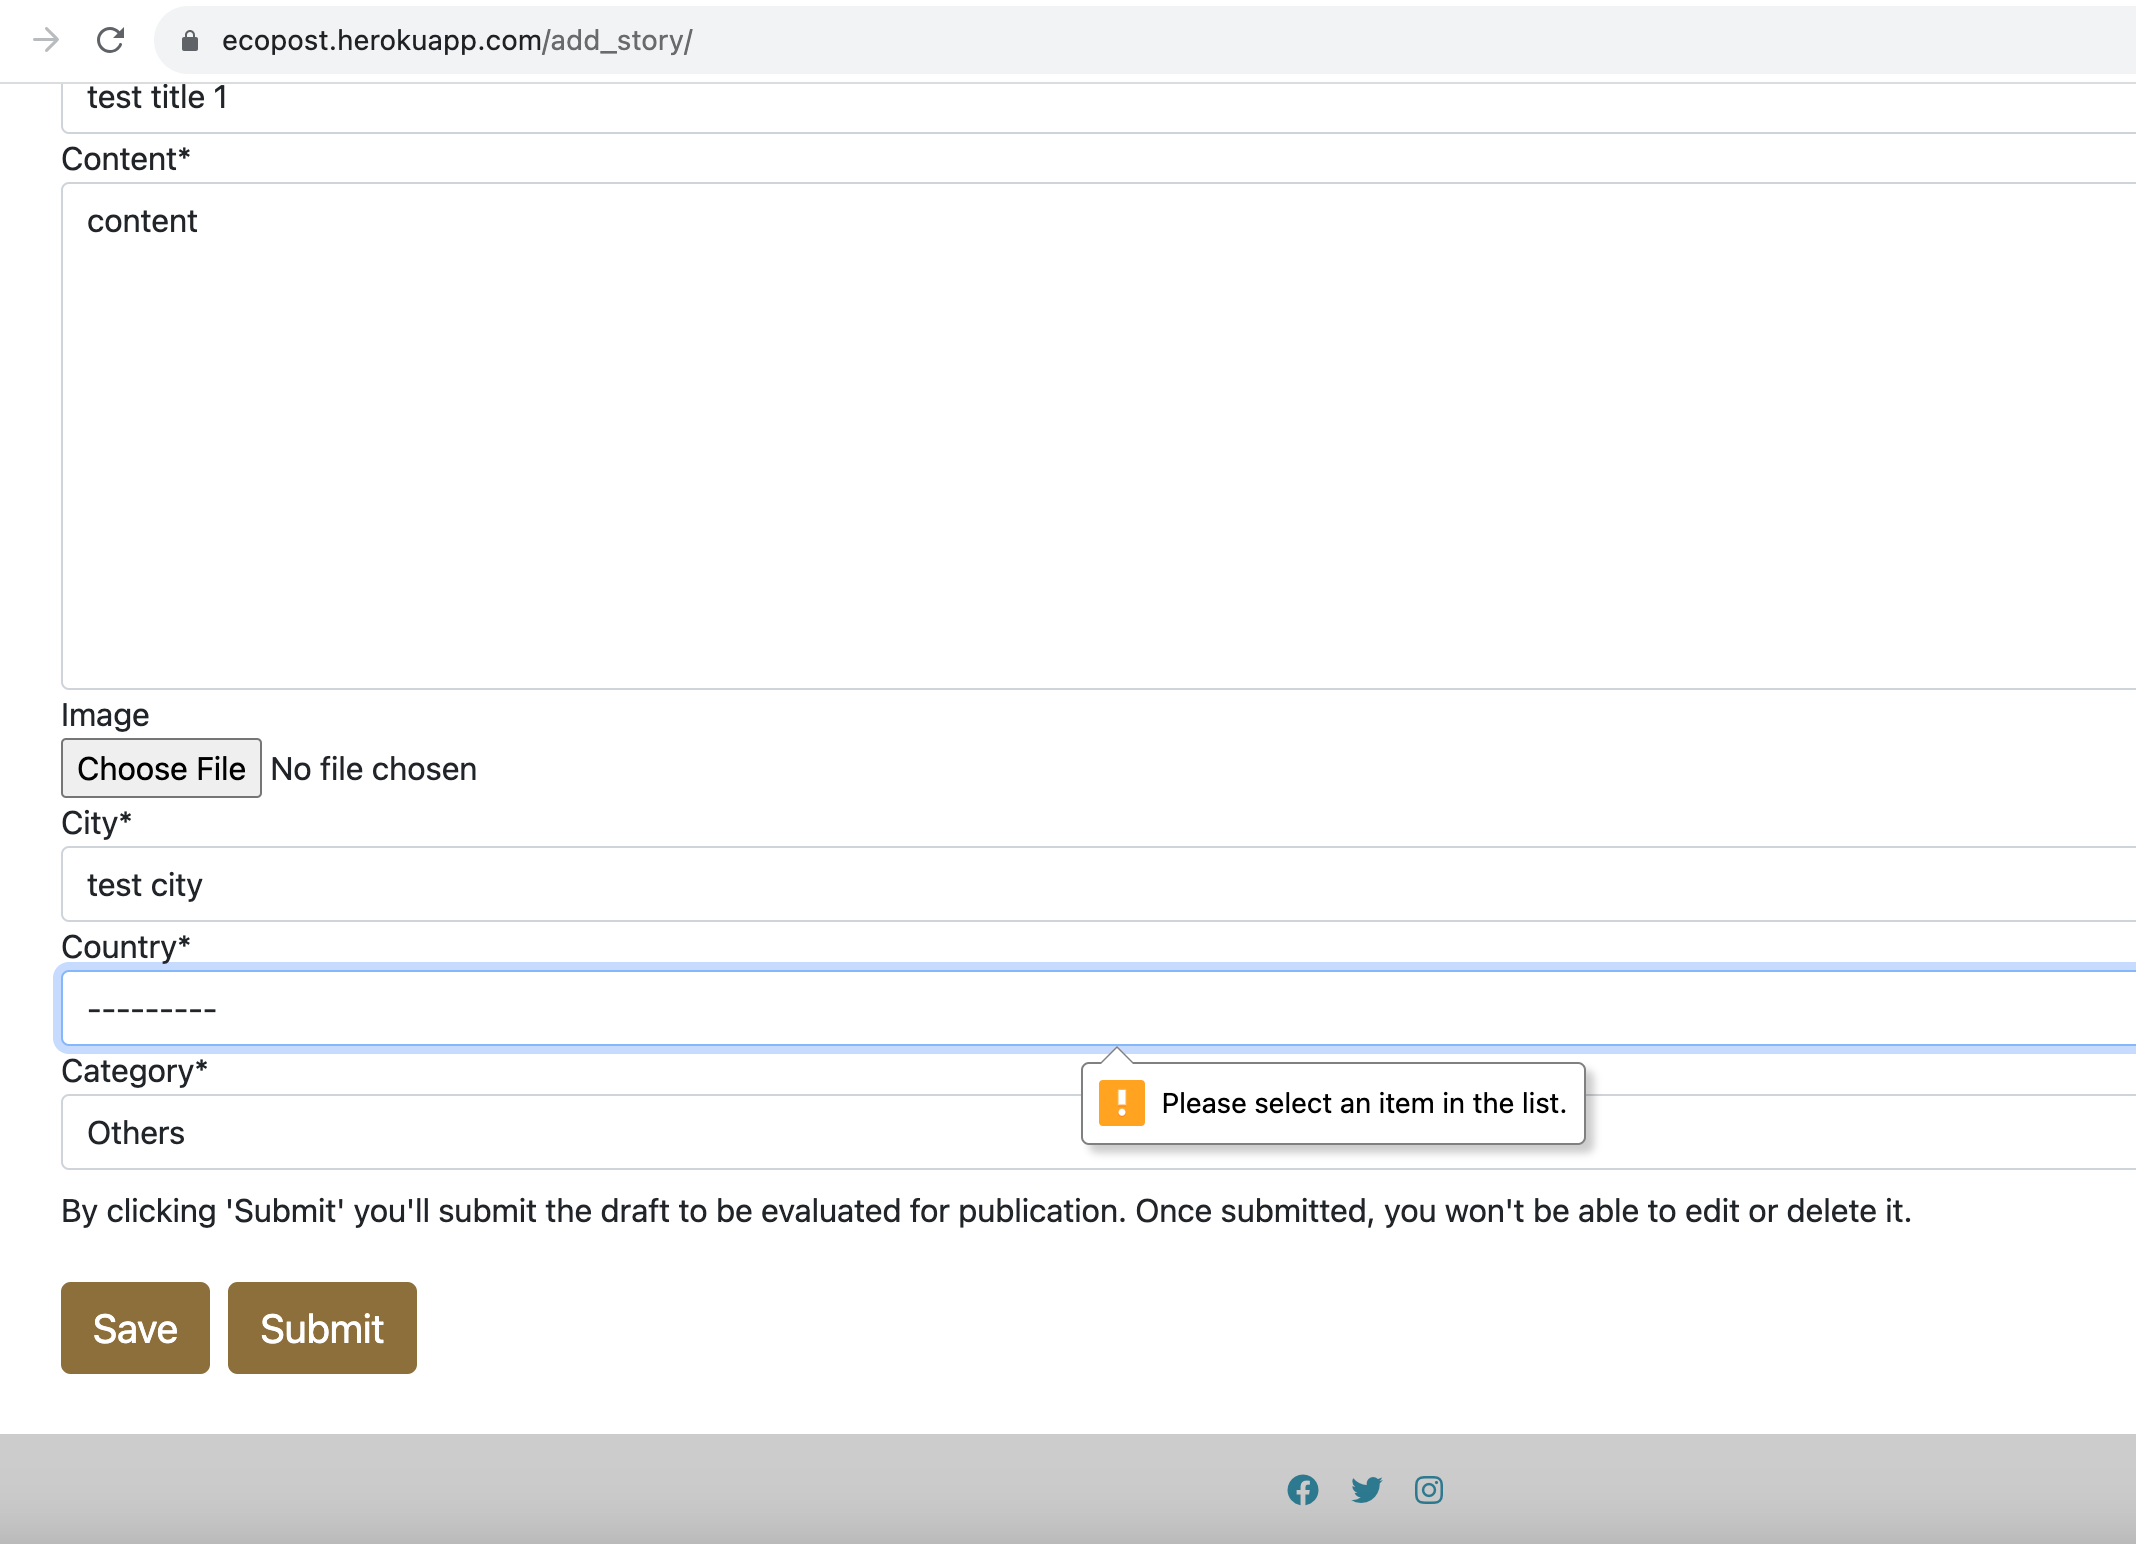 ecopost.herokuapp.com/add_story/
test title 1
Content*
content
Image
Choose File No file chosen
City*
test city
Country*
---------
Category*
Please select an item in the list.
Others
By clicking 'Submit' you'll submit the draft to be evaluated for publication. Once submitted, you won't be able to edit or delete it.
Save Submit